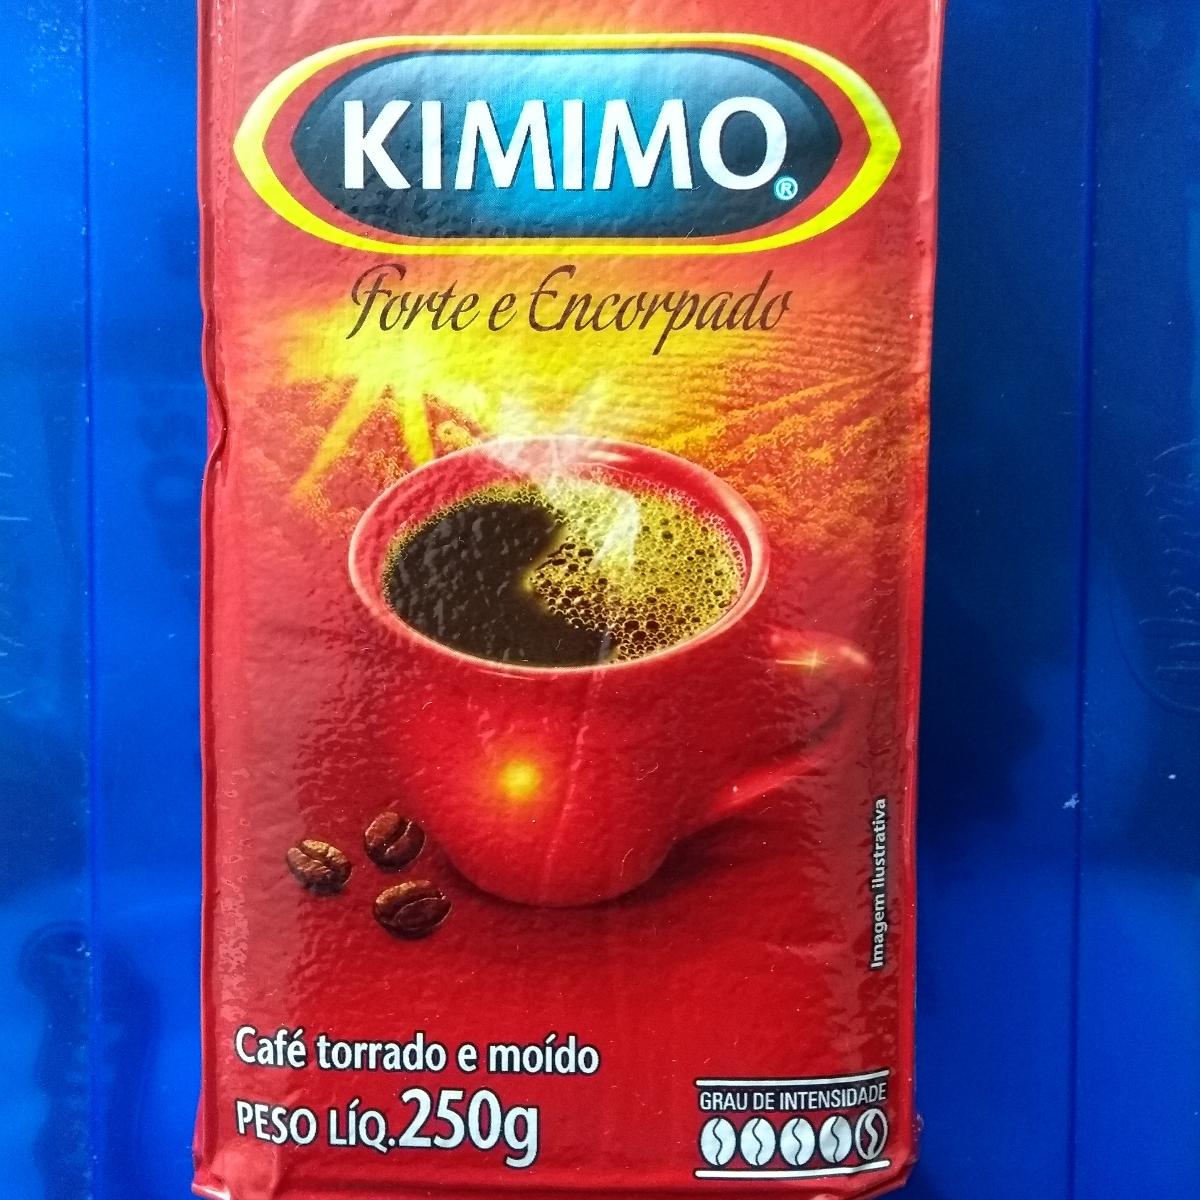 KIMIMO®
Forte e Encorpado
Imagem ilustrativa
Café torrado e moído
PESO LÍQ.250g
GRAU DE INTENSIDADE